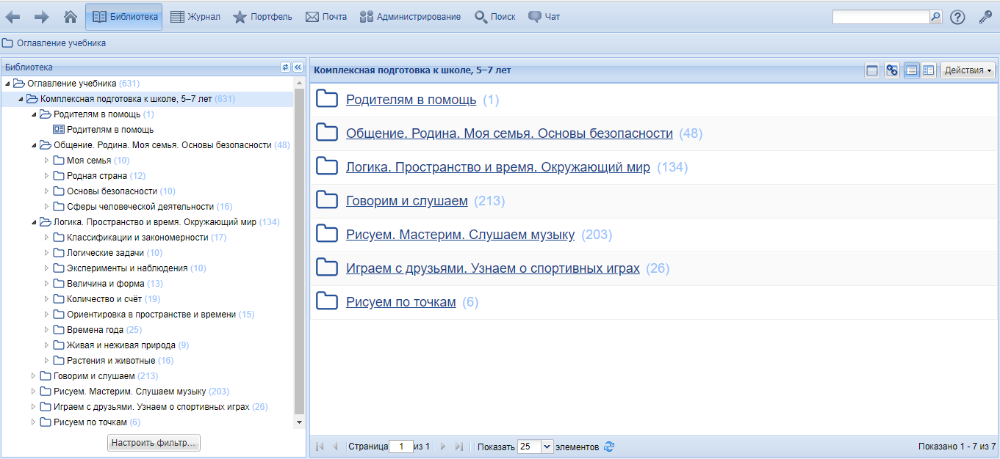 Библиотека Журнал Портфель Почта Администрирование Поиск Чат
Оглавление учебника
Библиотека
Оглавление учебника (631)
Комплексная подготовка к школе, 5–7 лет (631)
Родителям в помощь (1)
Родителям в помощь
Общение. Родина. Моя семья. Основы безопасности (48)
Моя семья (10)
Родная страна (12)
Основы безопасности (10)
Сферы человеческой деятельности (16)
Логика. Пространство и время. Окружающий мир (134)
Классификации и закономерности (17)
Логические задачи (10)
Эксперименты и наблюдения (10)
Величина и форма (13)
Количество и счёт (19)
Ориентировка в пространстве и времени (15)
Времена года (25)
Живая и неживая природа (9)
Растения и животные (16)
Говорим и слушаем (213)
Рисуем. Мастерим. Слушаем музыку (203)
Играем с друзьями. Узнаем о спортивных играх (26)
Рисуем по точкам (6)
Настроить фильтр...
Комплексная подготовка к школе, 5–7 лет
Действия
Родителям в помощь (1)
Общение. Родина. Моя семья. Основы безопасности (48)
Логика. Пространство и время. Окружающий мир (134)
Говорим и слушаем (213)
Рисуем. Мастерим. Слушаем музыку (203)
Играем с друзьями. Узнаем о спортивных играх (26)
Рисуем по точкам (6)
Страница 1 из 1 Показать 25 элементов Показано 1 - 7 из 7